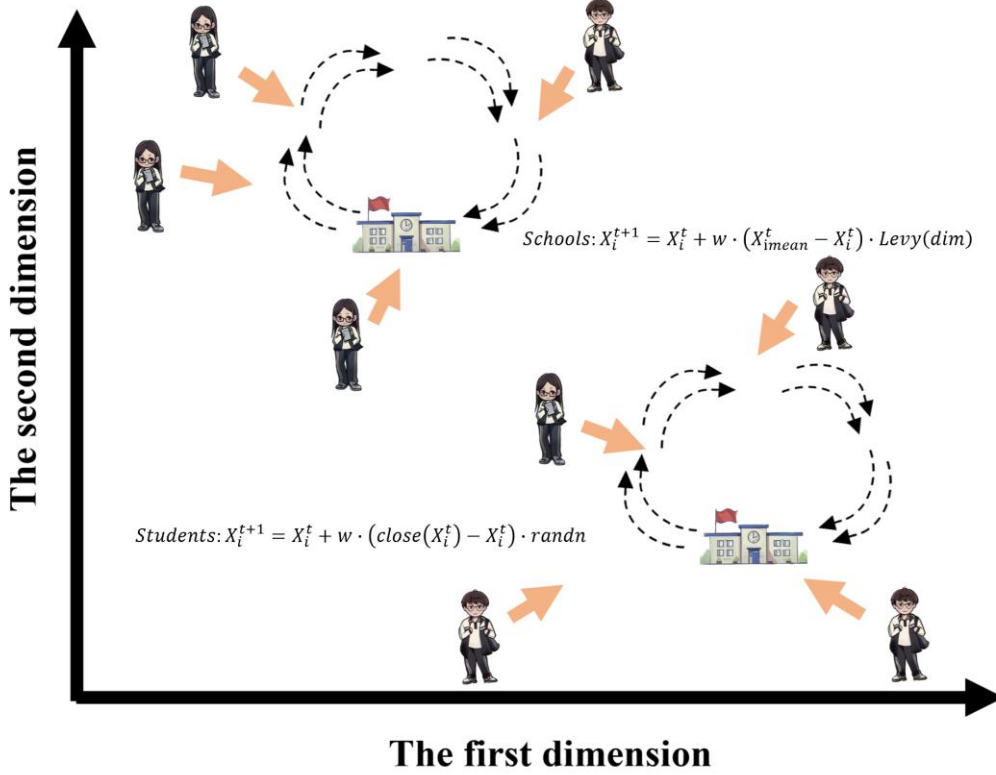 The second dimension
Schools: X_i^{t+1} = X_i^t + w · (X_{imean}^t − X_i^t) · Levy(dim)
Students: X_i^{t+1} = X_i^t + w · (close(X_i^t) − X_i^t) · randn
The first dimension